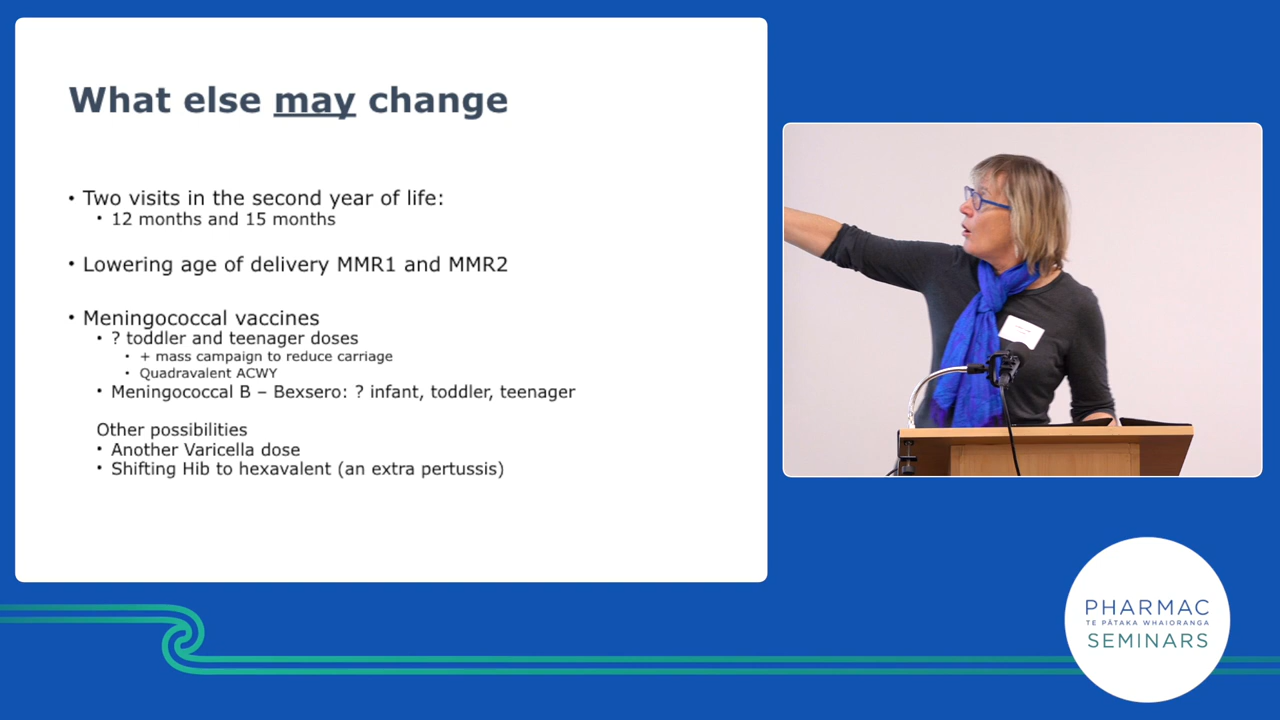 What else may change
• Two visits in the second year of life:
• 12 months and 15 months
• Lowering age of delivery MMR1 and MMR2
• Meningococcal vaccines
• ? toddler and teenager doses
• + mass campaign to reduce carriage
• Quadravalent ACWY
• Meningococcal B – Bexsero: ? infant, toddler, teenager
Other possibilities
• Another Varicella dose
• Shifting Hib to hexavalent (an extra pertussis)
PHARMAC
TE PĀTAKA WHAIORANGA
SEMINARS